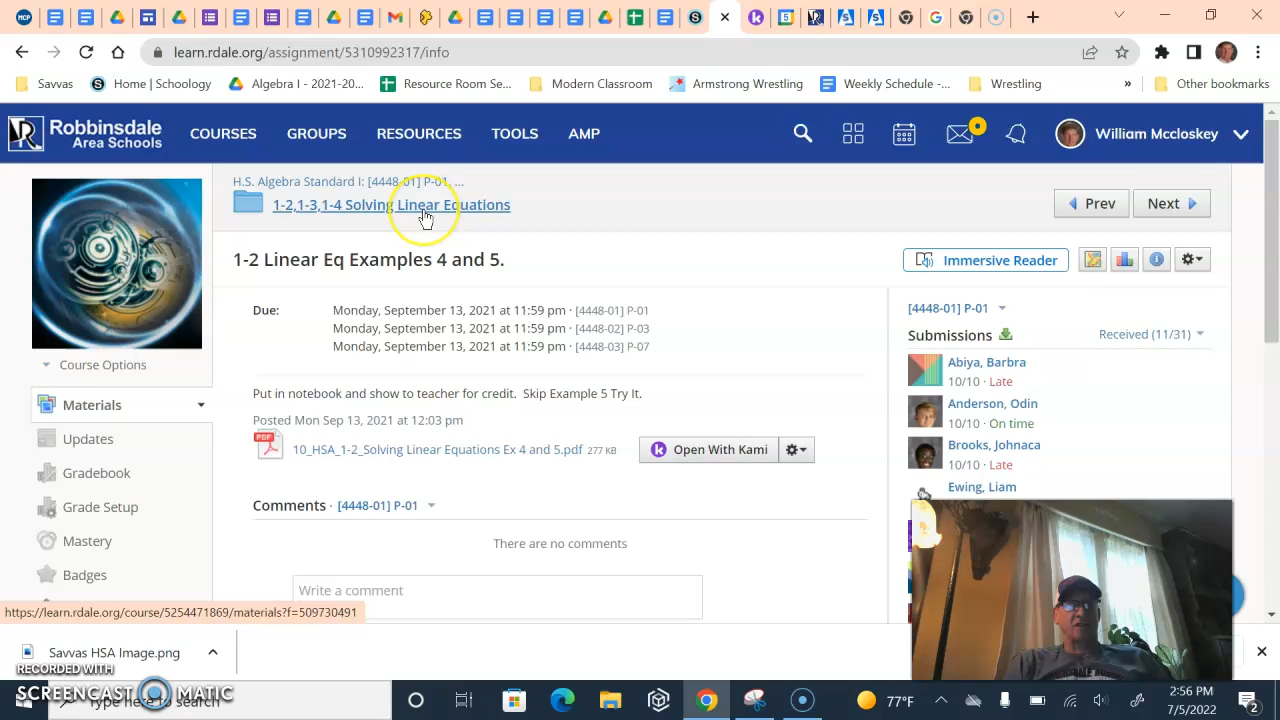 learn.rdale.org/assignment/5310992317/info
Savvas
Home | Schoology
Algebra I - 2021-20...
Resource Room Se...
Modern Classroom
Armstrong Wrestling
Weekly Schedule -...
Wrestling
»
Other bookmarks
Robbinsdale
Area Schools
COURSES
GROUPS
RESOURCES
TOOLS
AMP
William Mccloskey
H.S. Algebra Standard I: [4448-01] P-01, ...
1-2,1-3,1-4 Solving Linear Equations
Prev
Next
1-2 Linear Eq Examples 4 and 5.
Immersive Reader
Due:
Monday, September 13, 2021 at 11:59 pm · [4448-01] P-01
Monday, September 13, 2021 at 11:59 pm · [4448-02] P-03
Monday, September 13, 2021 at 11:59 pm · [4448-03] P-07
Put in notebook and show to teacher for credit. Skip Example 5 Try It.
Posted Mon Sep 13, 2021 at 12:03 pm
PDF
10_HSA_1-2_Solving Linear Equations Ex 4 and 5.pdf 277 KB
Open With Kami
Comments · [4448-01] P-01
There are no comments
Write a comment
[4448-01] P-01
Submissions
Received (11/31)
Abiya, Barbra
10/10 · Late
Anderson, Odin
10/10 · On time
Brooks, Johnaca
10/10 · Late
Ewing, Liam
Course Options
Materials
Updates
Gradebook
Grade Setup
Mastery
Badges
https://learn.rdale.org/course/5254471869/materials?f=509730491
Savvas HSA Image.png
RECORDED WITH
SCREENCAST MATIC
Type here to search
77°F
2:56 PM
7/5/2022
2